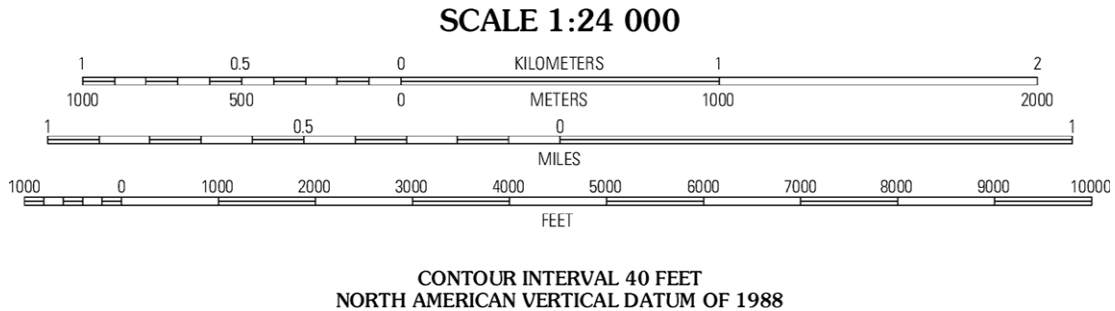 SCALE 1:24 000
1 0.5 0 KILOMETERS 1 2
1000 500 0 METERS 1000 2000
1 0.5 0 1
MILES
1000 0 1000 2000 3000 4000 5000 6000 7000 8000 9000 10000
FEET
CONTOUR INTERVAL 40 FEET
NORTH AMERICAN VERTICAL DATUM OF 1988